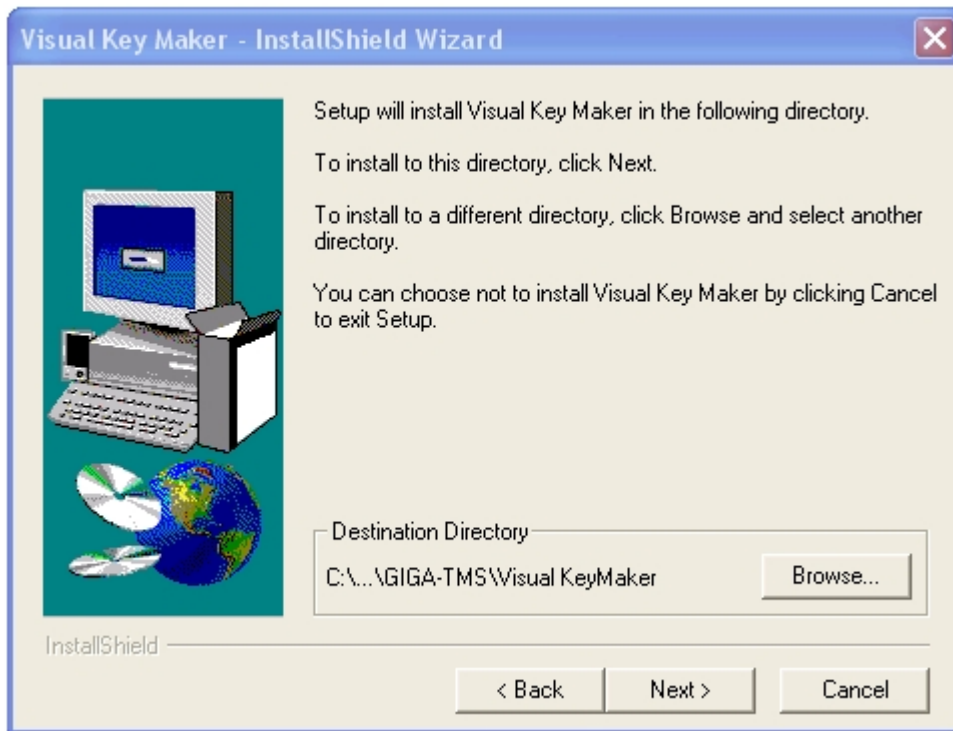 Visual Key Maker - InstallShield Wizard
Setup will install Visual Key Maker in the following directory.
To install to this directory, click Next.
To install to a different directory, click Browse and select another
directory.
You can choose not to install Visual Key Maker by clicking Cancel
to exit Setup.
Destination Directory
C:\...\GIGA-TMS\Visual KeyMaker
Browse...
InstallShield
< Back
Next >
Cancel